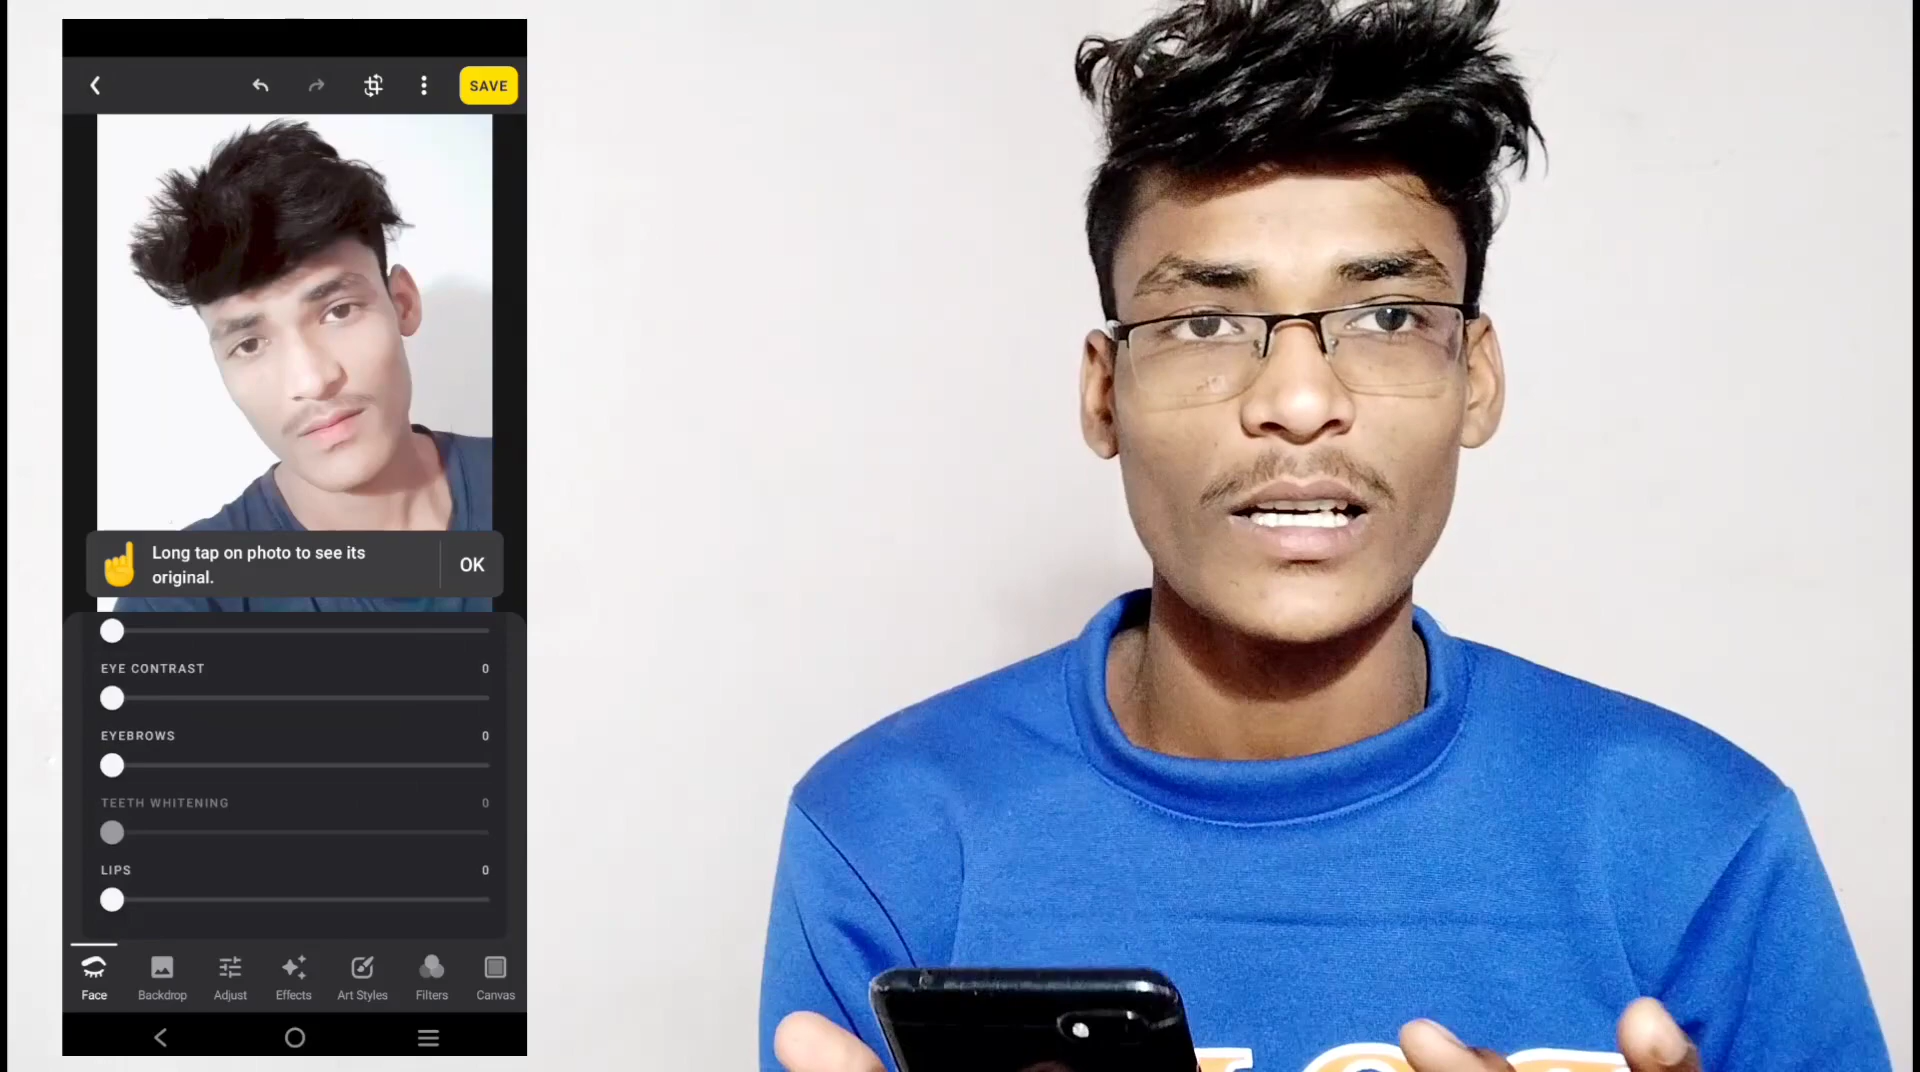 SAVE
Long tap on photo to see its
original.
OK
EYE CONTRAST 0
EYEBROWS 0
TEETH WHITENING 0
LIPS 0
Face Backdrop Adjust Effects Art Styles Filters Canvas